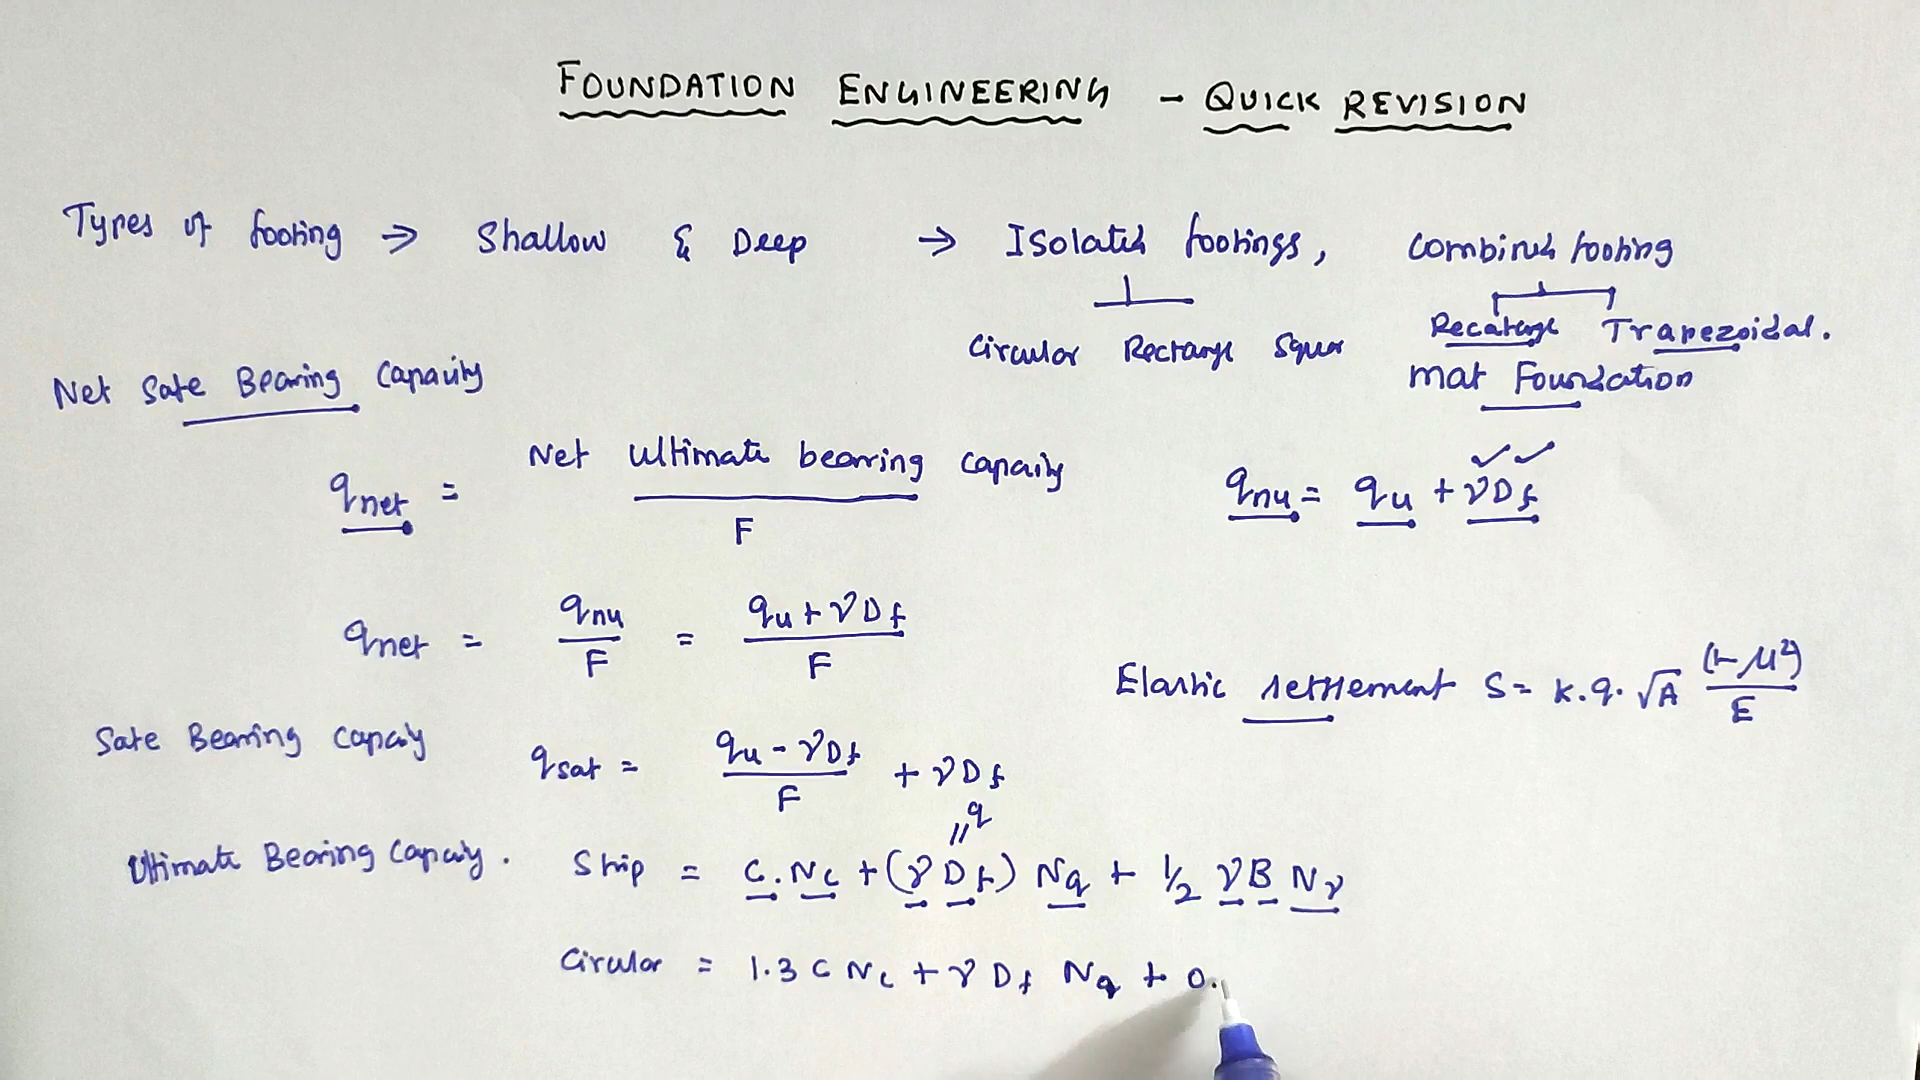 FOUNDATION ENGINEERING - QUICK REVISION
Types of footing → Shallow & Deep → Isolated footings, combined footing
Circular Rectangle Square Rectangle Trapezoidal.
mat Foundation
Net Safe Bearing Capacity
qnet = Net ultimate bearing capacity / F
qnu = qu + γDf
qnet = qnu / F = qu + γDf / F
Elastic settlement S = K.q.√A (1-μ²) / E
Safe Bearing capacity qsat = qu - γDf / F + γDf
= q
Ultimate Bearing Capacity. Strip = C.Nc + (γDf) Nq + 1/2 γB Nγ
Circular = 1.3 C Nc + γ Df Nq + 0.